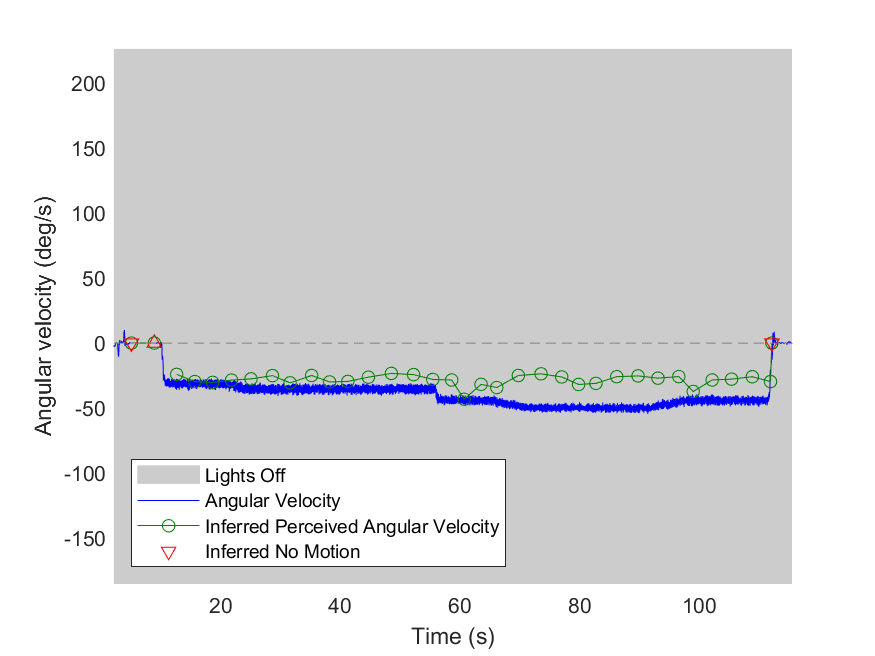 200
150
100
50
0
-50
-100
-150
Angular velocity (deg/s)
Lights Off
Angular Velocity
Inferred Perceived Angular Velocity
Inferred No Motion
20 40 60 80 100
Time (s)